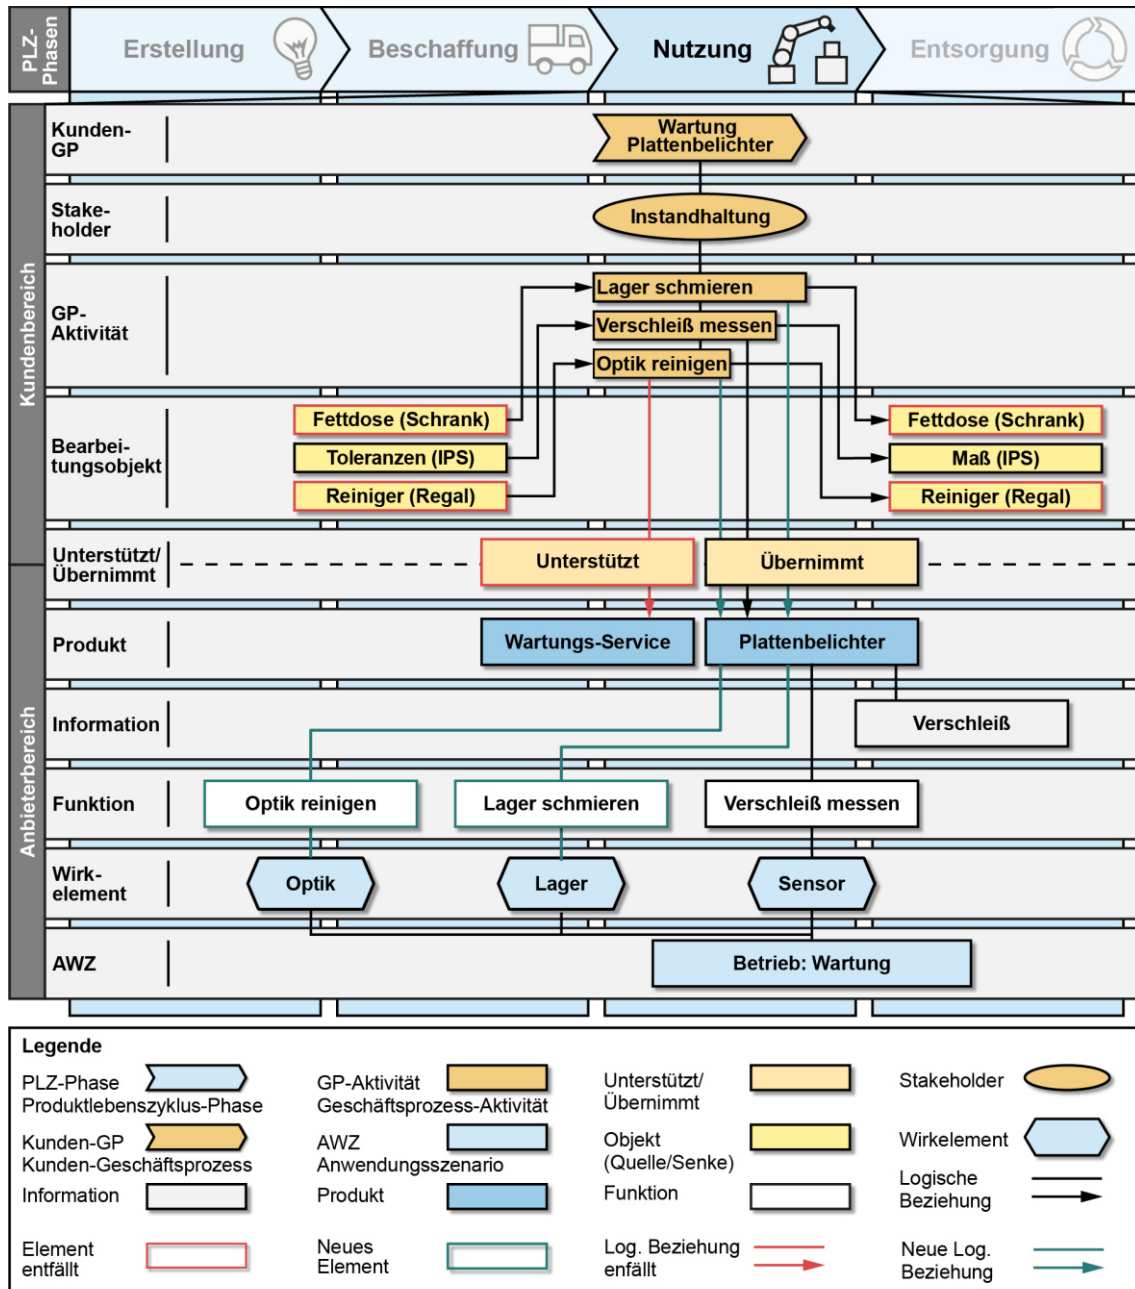 PLZ-
Phasen
Erstellung
Beschaffung
Nutzung
Entsorgung
Kundenbereich
Kunden-
GP
Wartung
Plattenbelichter
Stake-
holder
Instandhaltung
GP-
Aktivität
Lager schmieren
Verschleiß messen
Optik reinigen
Bearbei-
tungsobjekt
Fettdose (Schrank)
Fettdose (Schrank)
Toleranzen (IPS)
Maß (IPS)
Reiniger (Regal)
Reiniger (Regal)
Unterstützt/
Übernimmt
Unterstützt
Übernimmt
Anbieterbereich
Produkt
Wartungs-Service
Plattenbelichter
Information
Verschleiß
Funktion
Optik reinigen
Lager schmieren
Verschleiß messen
Wirk-
element
Optik
Lager
Sensor
AWZ
Betrieb: Wartung
Legende
PLZ-Phase
Produktlebenszyklus-Phase
GP-Aktivität
Geschäftsprozess-Aktivität
Unterstützt/
Übernimmt
Stakeholder
Kunden-GP
Kunden-Geschäftsprozess
AWZ
Anwendungsszenario
Objekt
(Quelle/Senke)
Wirkelement
Information
Produkt
Funktion
Logische
Beziehung
Element
entfällt
Neues
Element
Log. Beziehung
enfällt
Neue Log.
Beziehung